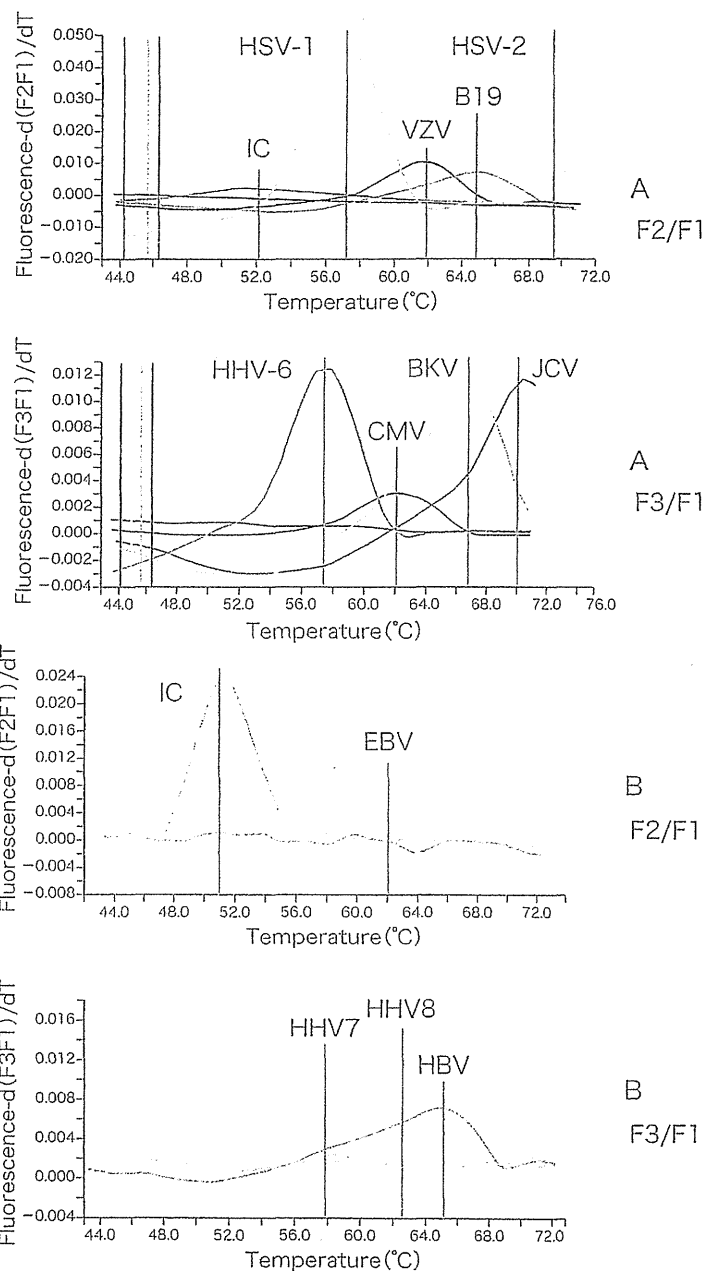 Fluorescence-d(F2F1)/dT
0.050
0.040
0.030
0.020
0.010
0.000
−0.010
−0.020
HSV-1
HSV-2
B19
VZV
IC
A
F2/F1
44.0 48.0 52.0 56.0 60.0 64.0 68.0 72.0
Temperature(°C)
Fluorescence-d(F3F1)/dT
0.012
0.010
0.008
0.006
0.004
0.002
0.000
−0.002
−0.004
HHV-6
BKV
JCV
CMV
A
F3/F1
44.0 48.0 52.0 56.0 60.0 64.0 68.0 72.0 76.0
Temperature(°C)
Fluorescence-d(F2F1)/dT
0.024
0.020
0.016
0.012
0.008
0.004
0.000
−0.004
−0.008
IC
EBV
B
F2/F1
44.0 48.0 52.0 56.0 60.0 64.0 68.0 72.0
Temperature(°C)
Fluorescence-d(F3F1)/dT
0.016
0.012
0.008
0.004
0.000
−0.004
HHV8
HHV7
HBV
B
F3/F1
44.0 48.0 52.0 56.0 60.0 64.0 68.0 72.0
Temperature(°C)